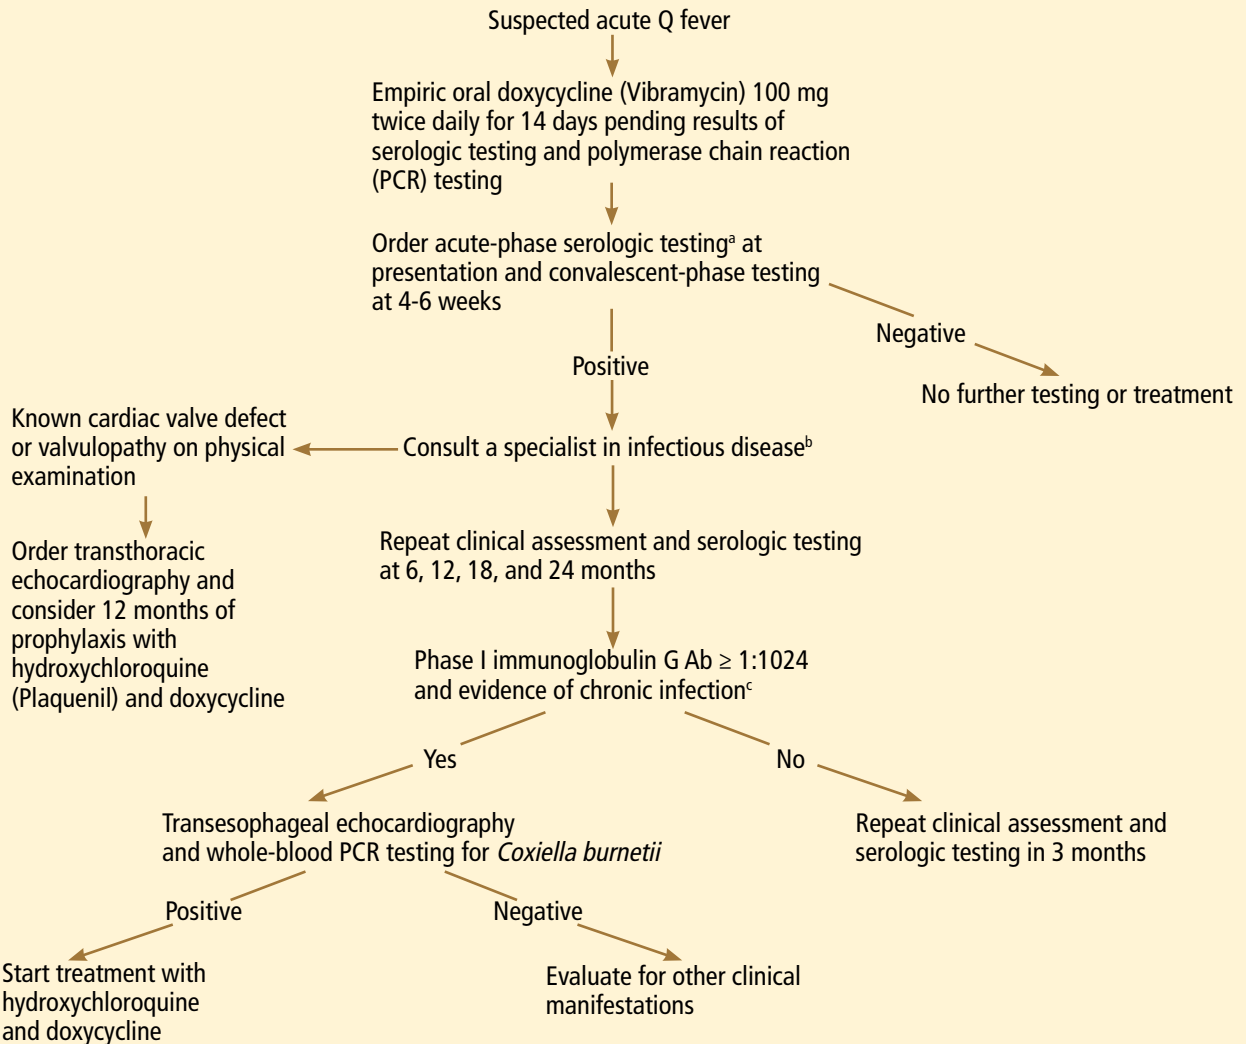 Suspected acute Q fever
Empiric oral doxycycline (Vibramycin) 100 mg
twice daily for 14 days pending results of
serologic testing and polymerase chain reaction
(PCR) testing
Order acute-phase serologic testingᵃ at
presentation and convalescent-phase testing
at 4-6 weeks
Negative
No further testing or treatment
Positive
Consult a specialist in infectious diseaseᵇ
Known cardiac valve defect
or valvulopathy on physical
examination
Order transthoracic
echocardiography and
consider 12 months of
prophylaxis with
hydroxychloroquine
(Plaquenil) and doxycycline
Repeat clinical assessment and serologic testing
at 6, 12, 18, and 24 months
Phase I immunoglobulin G Ab ≥ 1:1024
and evidence of chronic infectionᶜ
Yes
No
Transesophageal echocardiography
and whole-blood PCR testing for Coxiella burnetii
Repeat clinical assessment and
serologic testing in 3 months
Positive
Negative
Start treatment with
hydroxychloroquine
and doxycycline
Evaluate for other clinical
manifestations